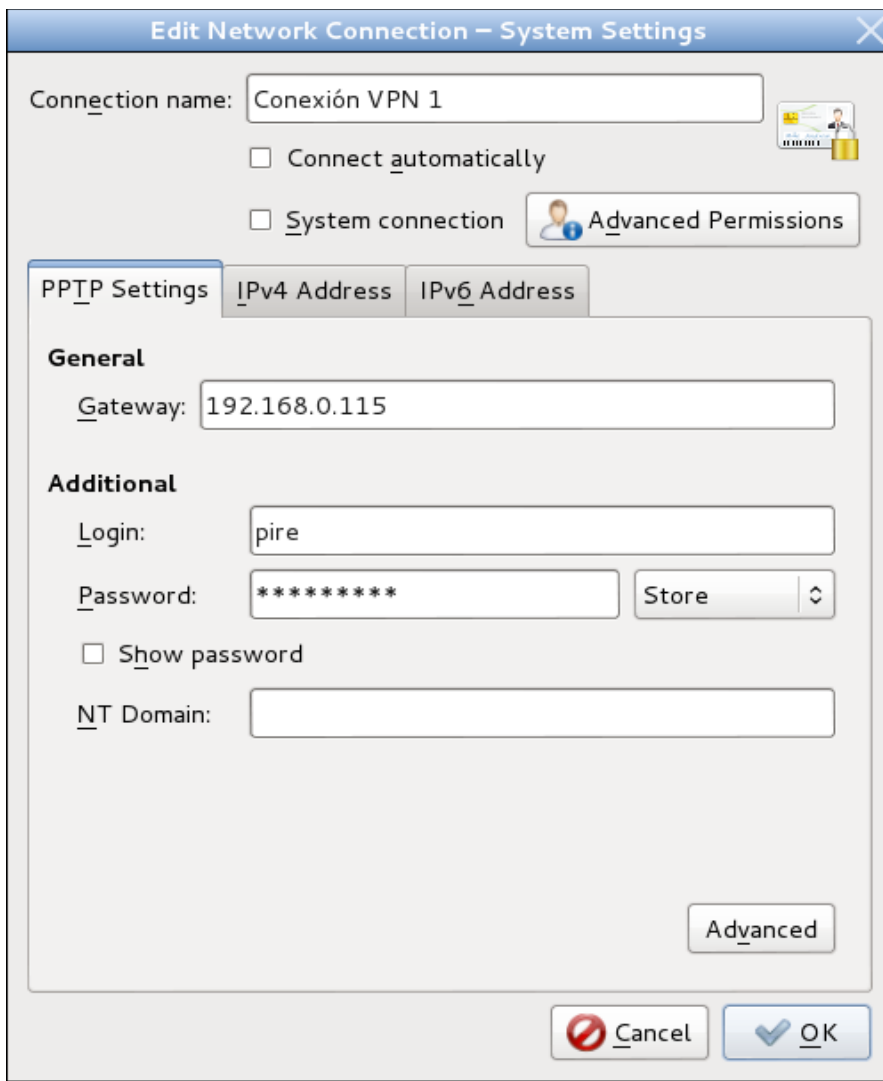 Edit Network Connection – System Settings
Connection name: Conexión VPN 1
Connect automatically
System connection Advanced Permissions
PPTP Settings IPv4 Address IPv6 Address
General
Gateway: 192.168.0.115
Additional
Login: pire
Password: ********* Store
Show password
NT Domain:
Advanced
Cancel OK